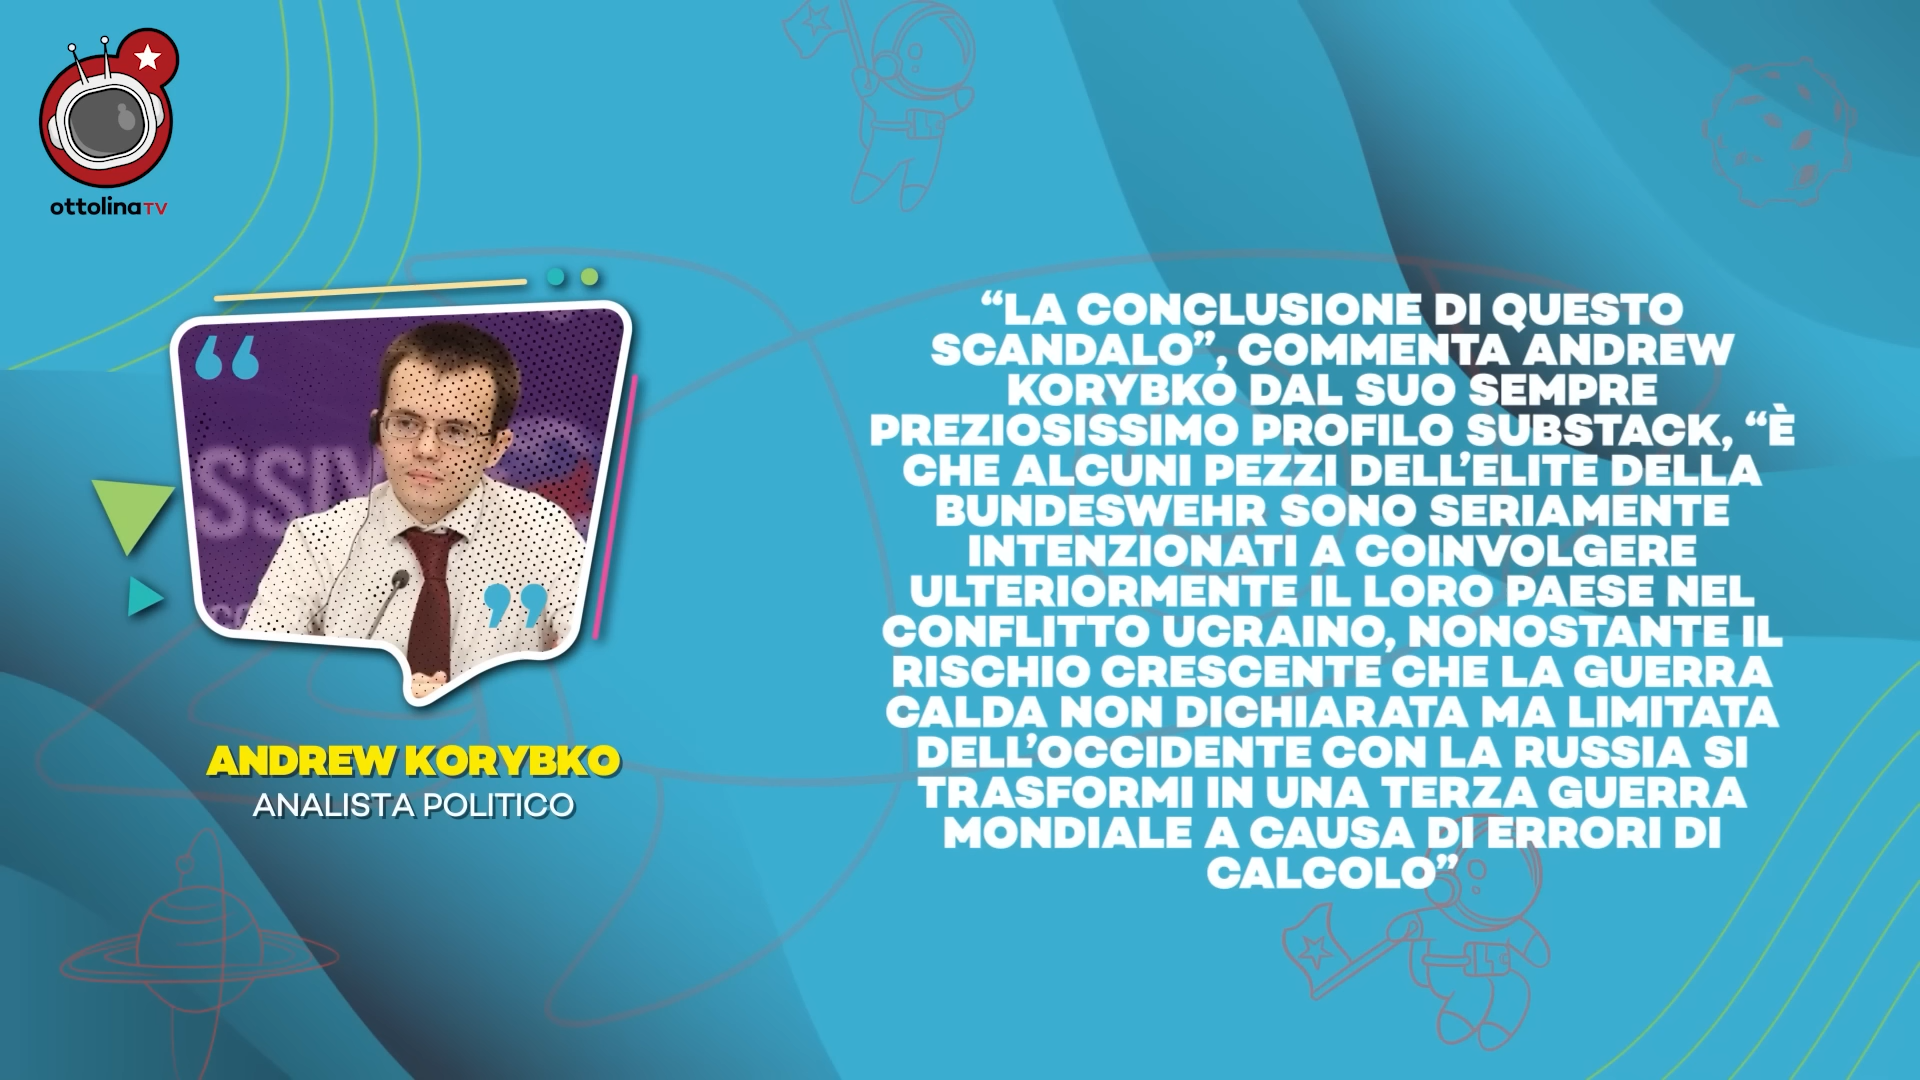 ottolinaTV
SSIN
ANDREW KORYBKO
ANALISTA POLITICO
“LA CONCLUSIONE DI QUESTO
SCANDALO”, COMMENTA ANDREW
KORYBKO DAL SUO SEMPRE
PREZIOSISSIMO PROFILO SUBSTACK, “È
CHE ALCUNI PEZZI DELL’ELITE DELLA
BUNDESWEHR SONO SERIAMENTE
INTENZIONATI A COINVOLGERE
ULTERIORMENTE IL LORO PAESE NEL
CONFLITTO UCRAINO, NONOSTANTE IL
RISCHIO CRESCENTE CHE LA GUERRA
CALDA NON DICHIARATA MA LIMITATA
DELL’OCCIDENTE CON LA RUSSIA SI
TRASFORMI IN UNA TERZA GUERRA
MONDIALE A CAUSA DI ERRORI DI
CALCOLO”